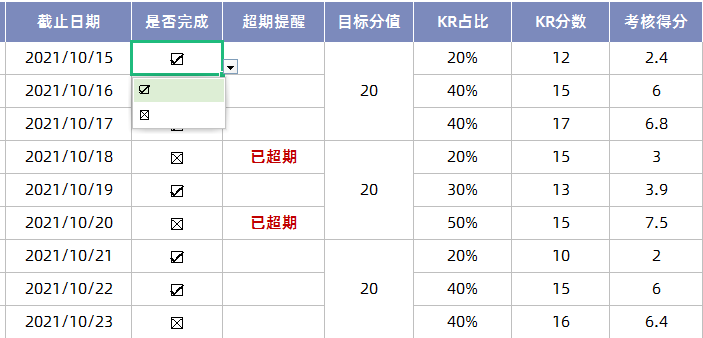 截止日期 是否完成 超期提醒 目标分值 KR占比 KR分数 考核得分
2021/10/15 ☑ 20% 12 2.4
2021/10/16 ☑ 20 40% 15 6
2021/10/17 ☒ 40% 17 6.8
2021/10/18 ☒ 已超期 20% 15 3
2021/10/19 ☑ 20 30% 13 3.9
2021/10/20 ☒ 已超期 50% 15 7.5
2021/10/21 ☑ 20% 10 2
2021/10/22 ☑ 20 40% 15 6
2021/10/23 ☒ 40% 16 6.4